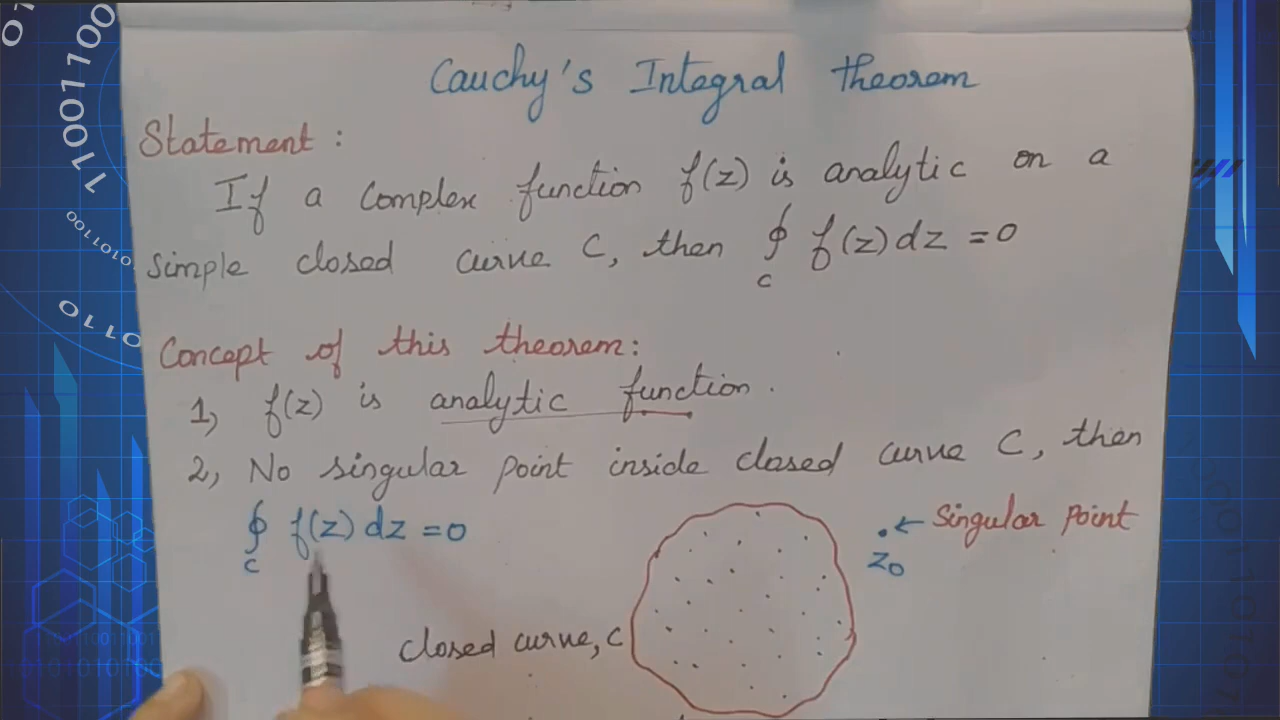 Cauchy's Integral theorem
Statement :
If a complex function f(z) is analytic on a
simple closed curve C, then ∮ f(z) dz = 0
c
Concept of this theorem:
1, f(z) is analytic function.
2, No singular point inside closed curve C, then
∮ f(z) dz = 0
c
← Singular Point
z0
closed curve, C